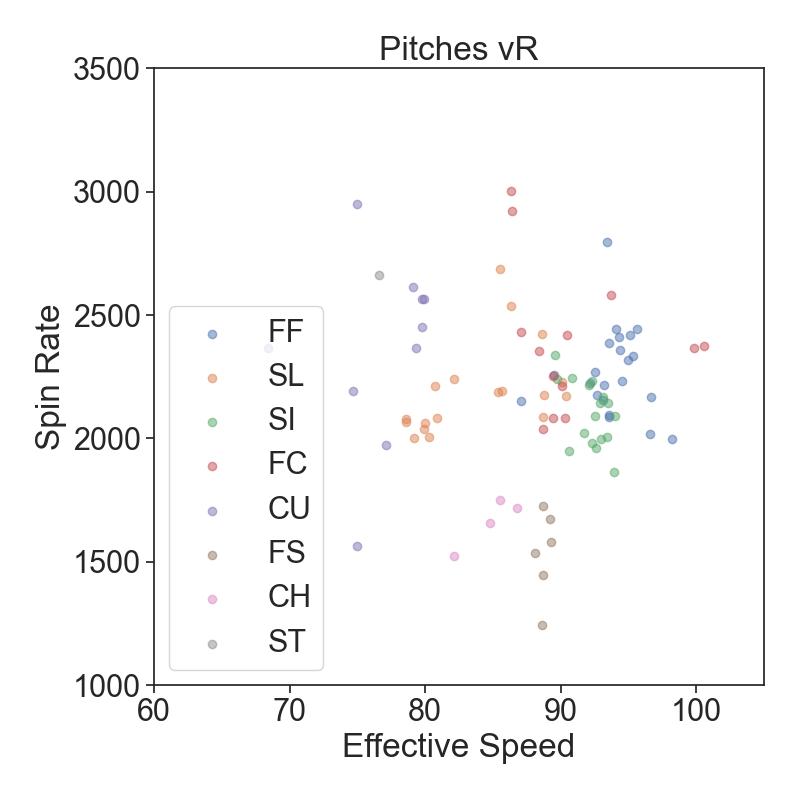 Pitches vR
3500
3000
2500
2000
1500
1000
Spin Rate
FF
SL
SI
FC
CU
FS
CH
ST
60 70 80 90 100
Effective Speed